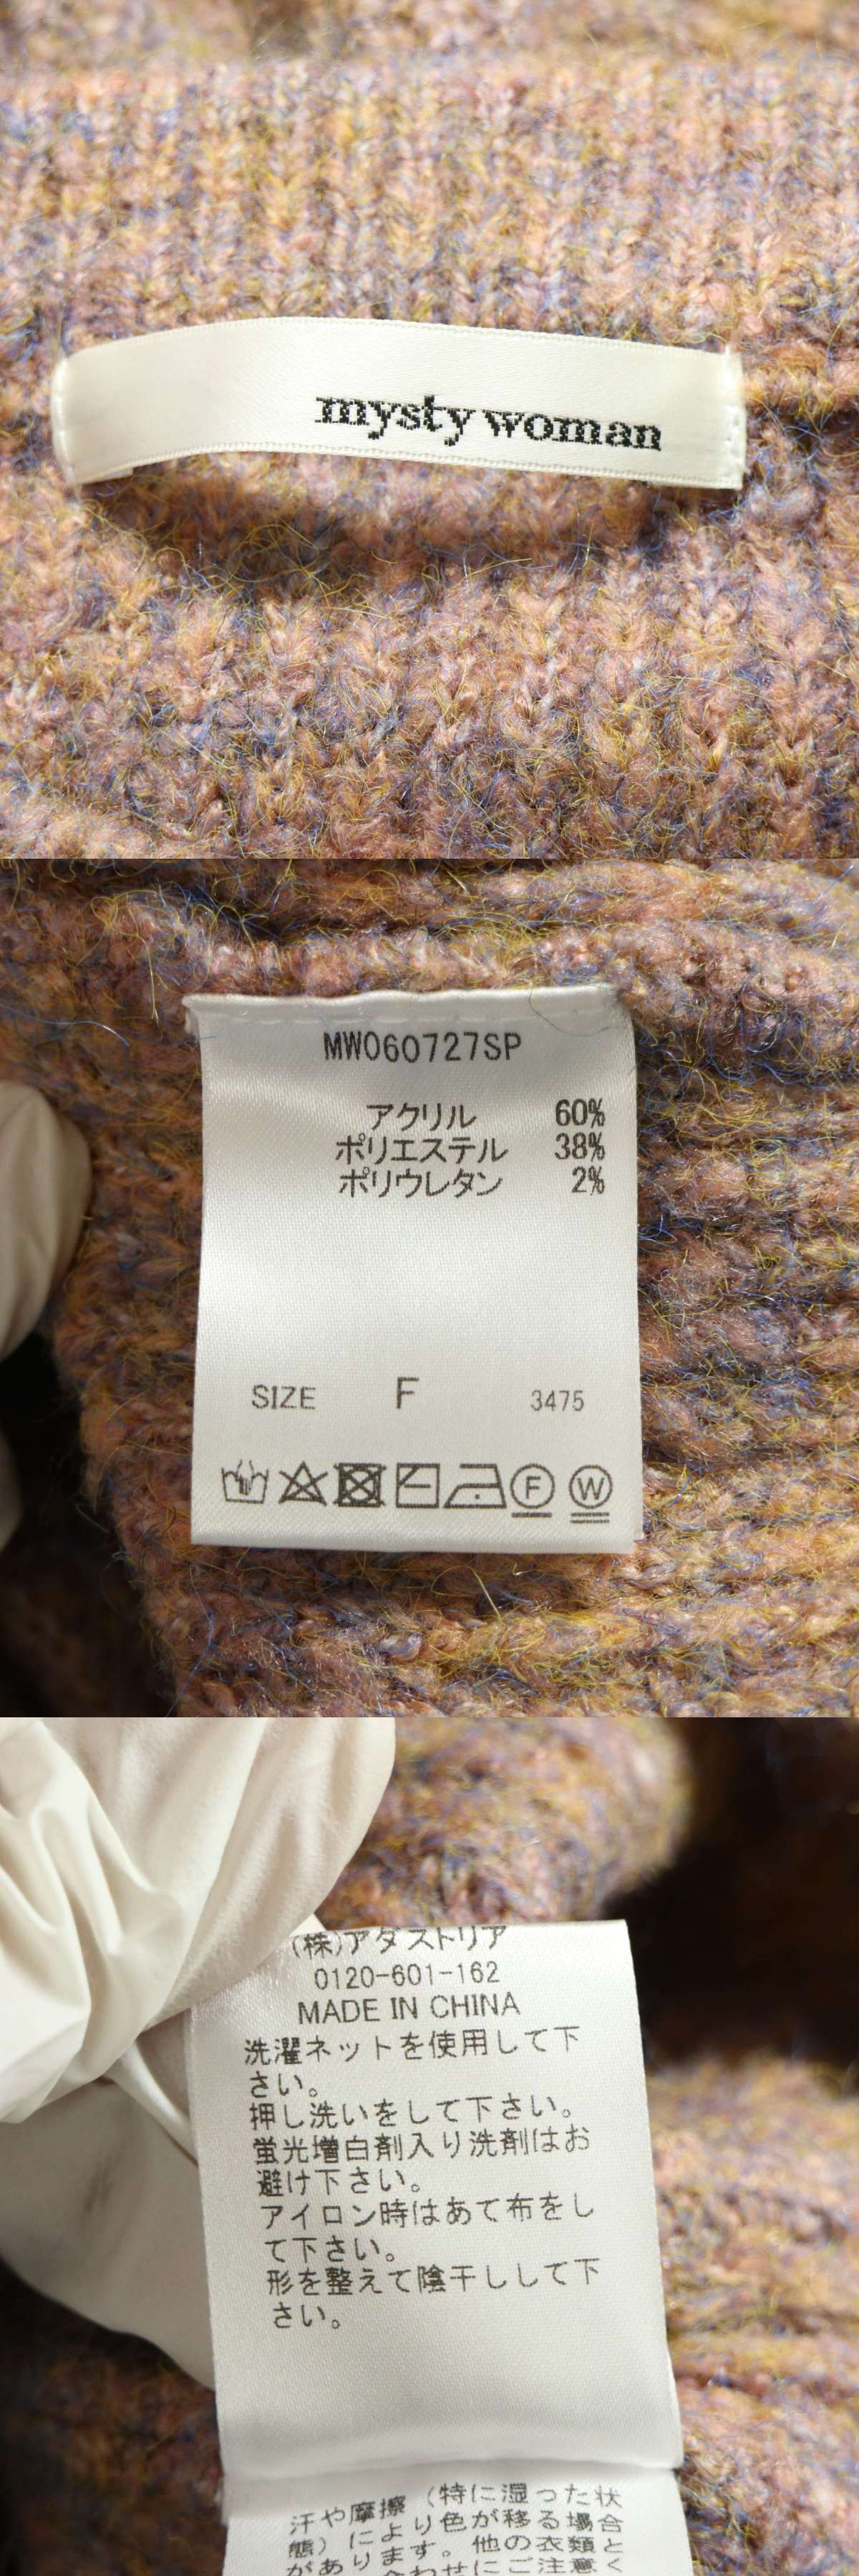 mysty woman
MW060727SP
アクリル 60%
ポリエステル 38%
ポリウレタン 2%
SIZE F 3475
F W
(株)アダストリア
0120-601-162
MADE IN CHINA
洗濯ネットを使用して下
さい。
押し洗いをして下さい。
蛍光増白剤入り洗剤はお
避け下さい。
アイロン時はあて布をし
て下さい。
形を整えて陰干しして下
さい。
汗や摩擦(特に湿った状
態)により色が移る場合
があります。他の衣類と